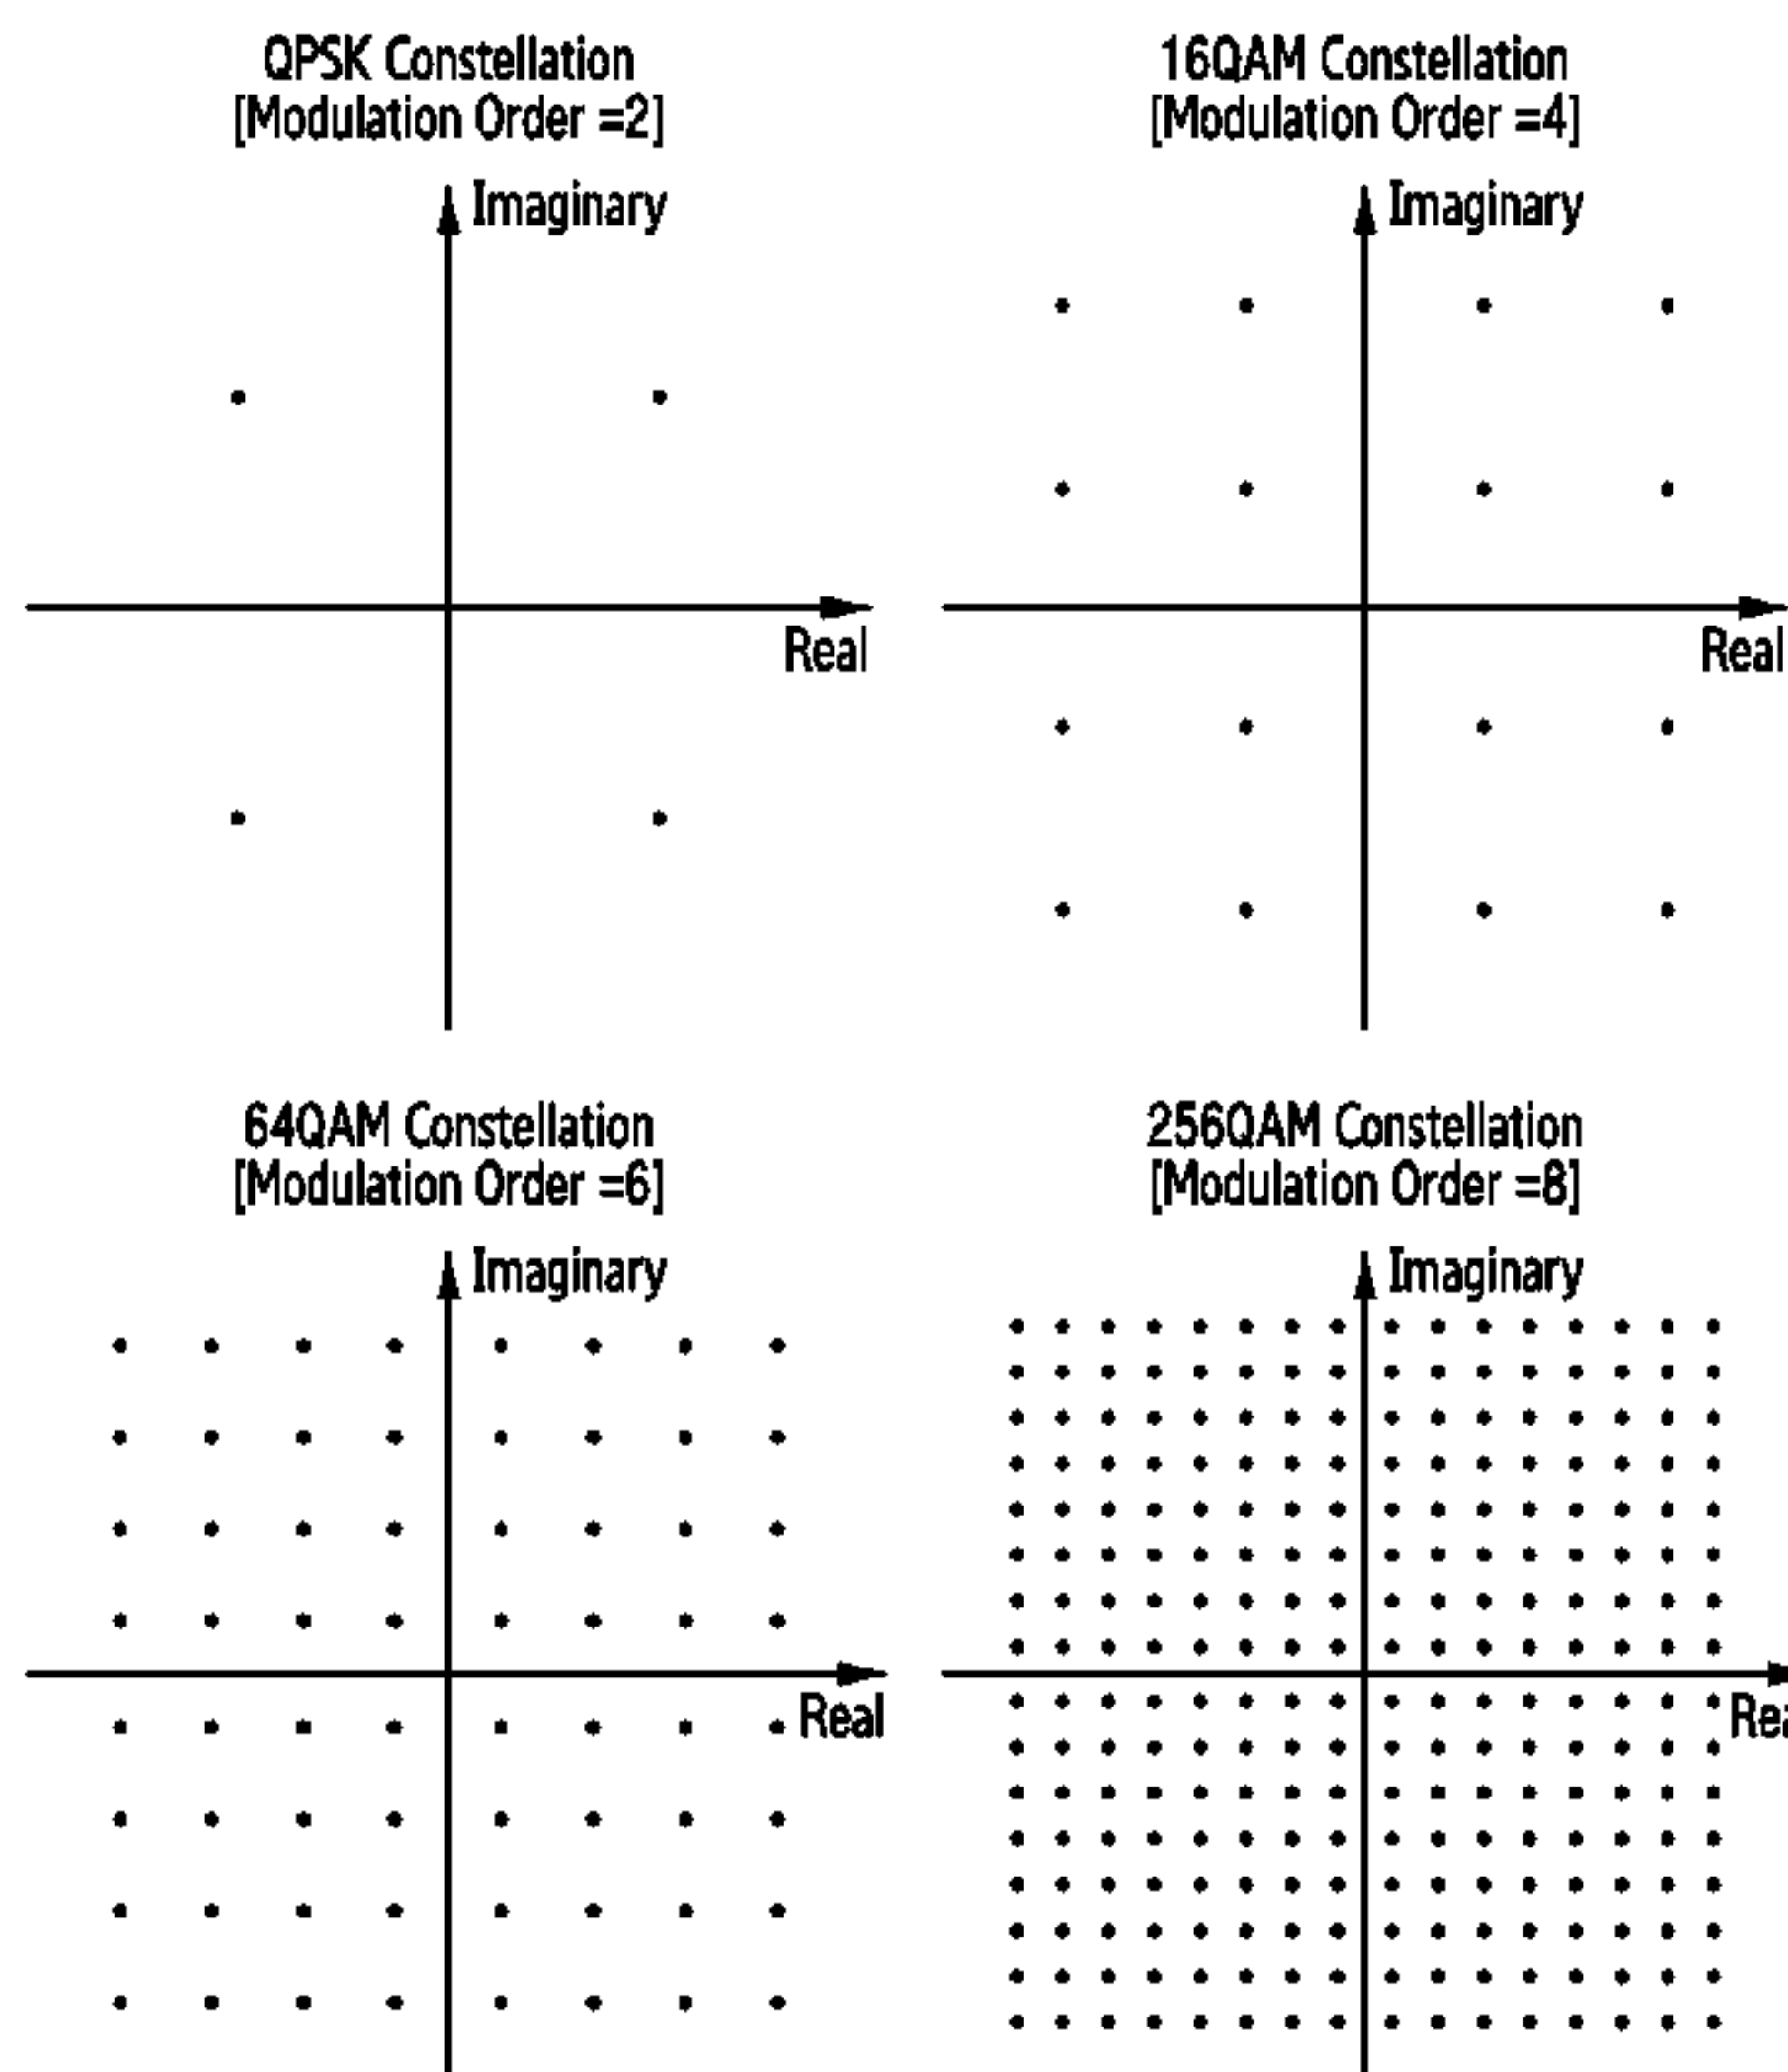 QPSK Constellation
[Modulation Order =2]
Imaginary
Real
16QAM Constellation
[Modulation Order =4]
Imaginary
Real
64QAM Constellation
[Modulation Order =6]
Imaginary
Real
256QAM Constellation
[Modulation Order =8]
Imaginary